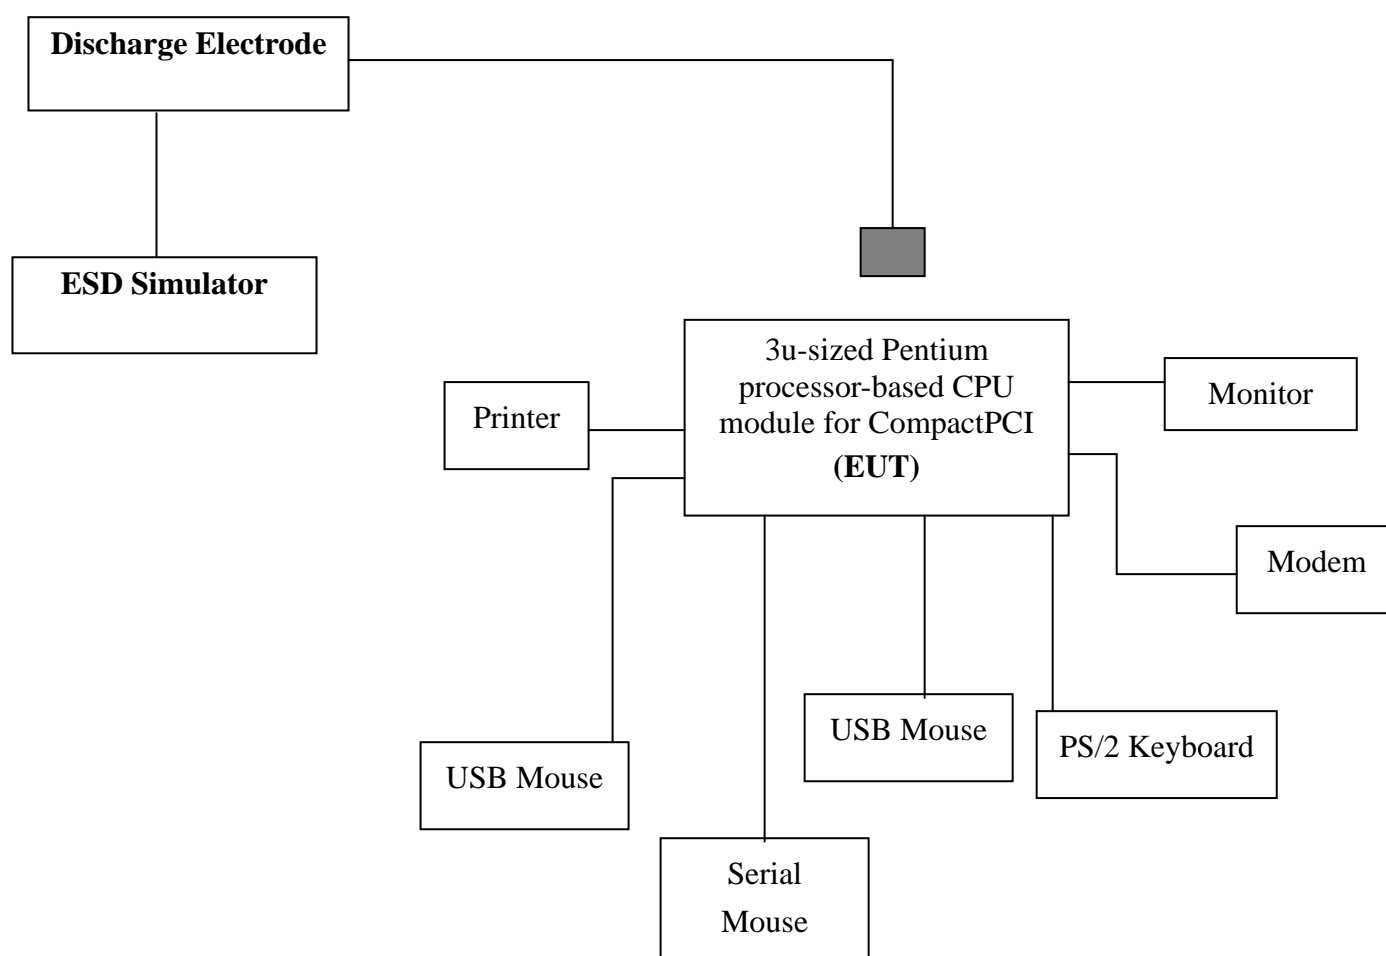 Discharge Electrode
ESD Simulator
3u-sized Pentium
processor-based CPU
module for CompactPCI
(EUT)
Printer
Monitor
Modem
USB Mouse
PS/2 Keyboard
USB Mouse
Serial
Mouse